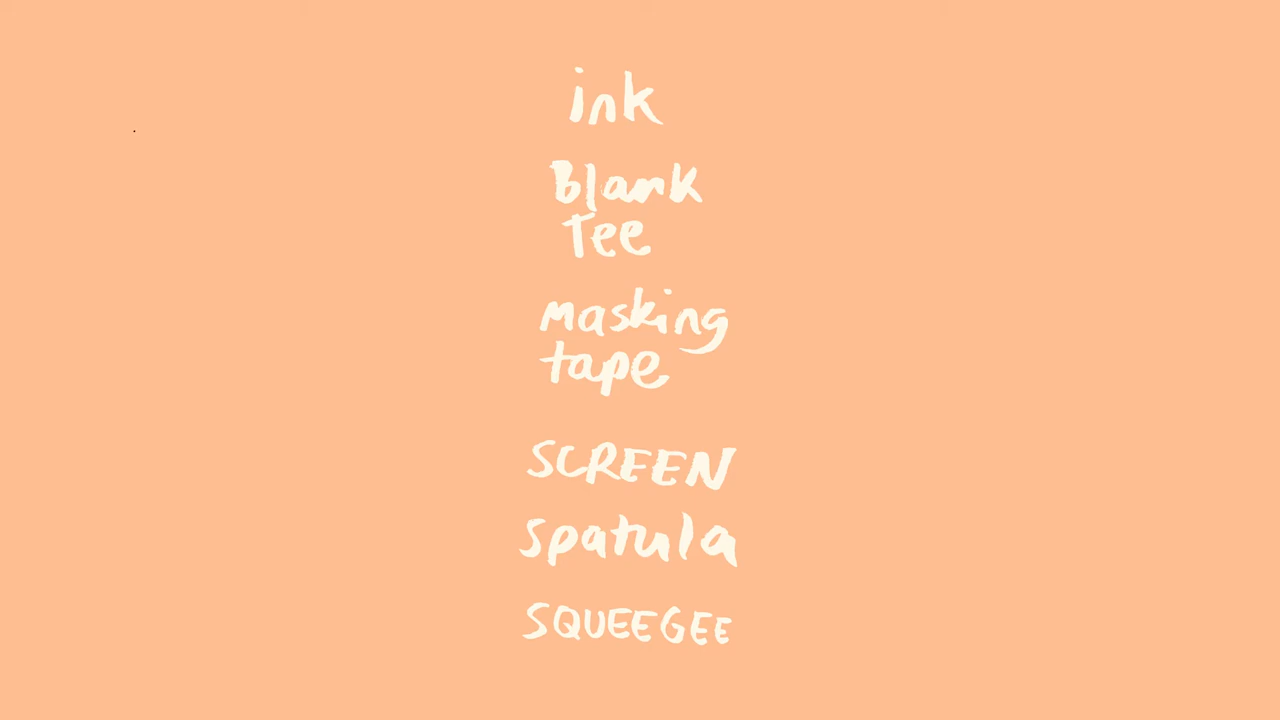 ink
Blank
Tee
masking
tape
SCREEN
spatula
SQUEEGEE